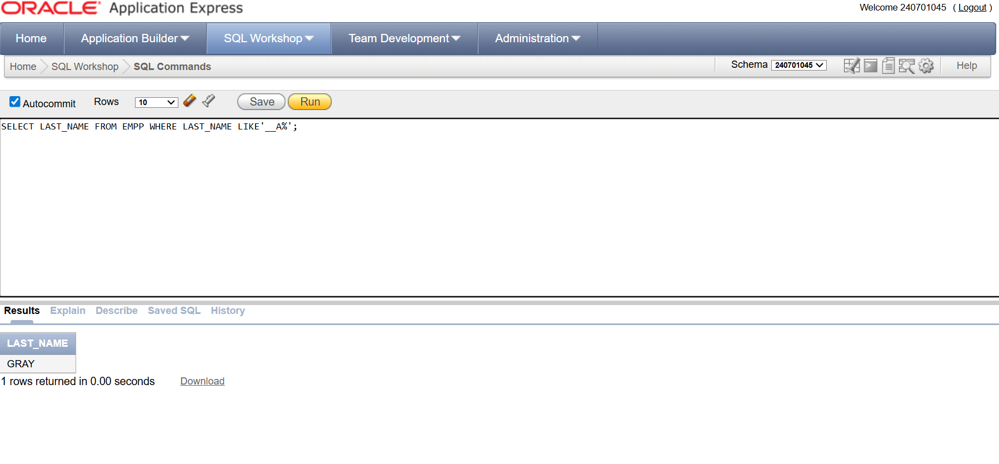 ORACLE Application Express
Welcome 240701045 ( Logout )
Home Application Builder SQL Workshop Team Development Administration
Home SQL Workshop SQL Commands Schema 240701045 Help
Autocommit Rows 10 Save Run
SELECT LAST_NAME FROM EMPP WHERE LAST_NAME LIKE'__A%';
Results Explain Describe Saved SQL History
LAST_NAME
GRAY
1 rows returned in 0.00 seconds Download